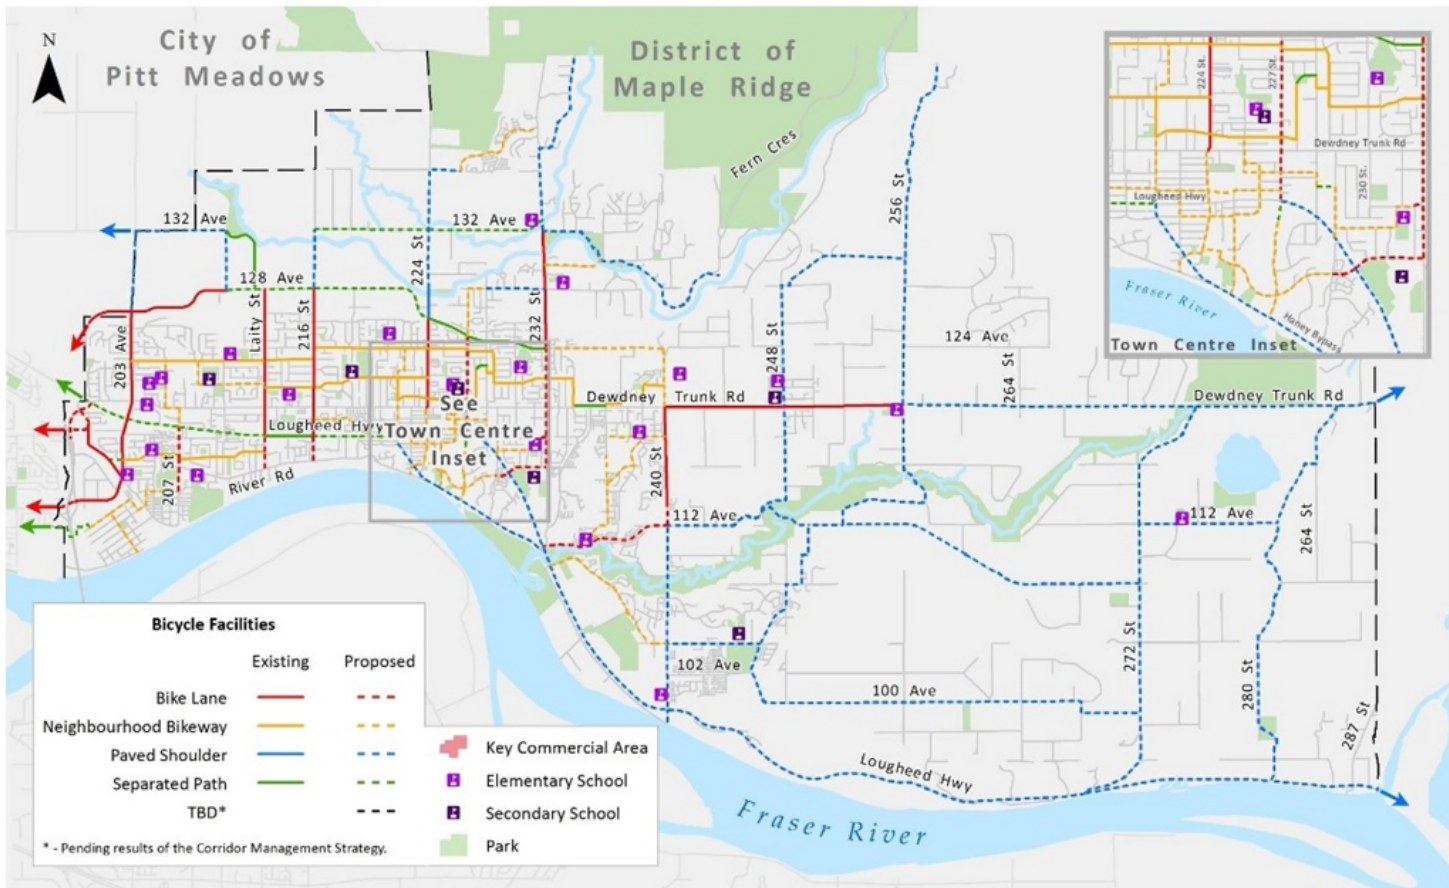 N
City of
Pitt Meadows
District of
Maple Ridge
Fern Cres
132 Ave
132 Ave
224 St
256 St
128 Ave
203 Ave
Laity St
216 St
232 St
248 St
124 Ave
264 St
Dewdney Trunk Rd
Dewdney Trunk Rd
See
Town Centre
Inset
Lougheed Hwy
207 St
River Rd
240 St
112 Ave
112 Ave
264 St
272 St
280 St
287 St
102 Ave
100 Ave
Lougheed Hwy
Fraser River
224 St.
227 St.
Dewdney Trunk Rd
230 St.
Lougheed Hwy
Fraser River
Haney Bypass
Town Centre Inset
Bicycle Facilities
Existing Proposed
Bike Lane
Neighbourhood Bikeway
Paved Shoulder
Separated Path
TBD*
* - Pending results of the Corridor Management Strategy.
Key Commercial Area
Elementary School
Secondary School
Park